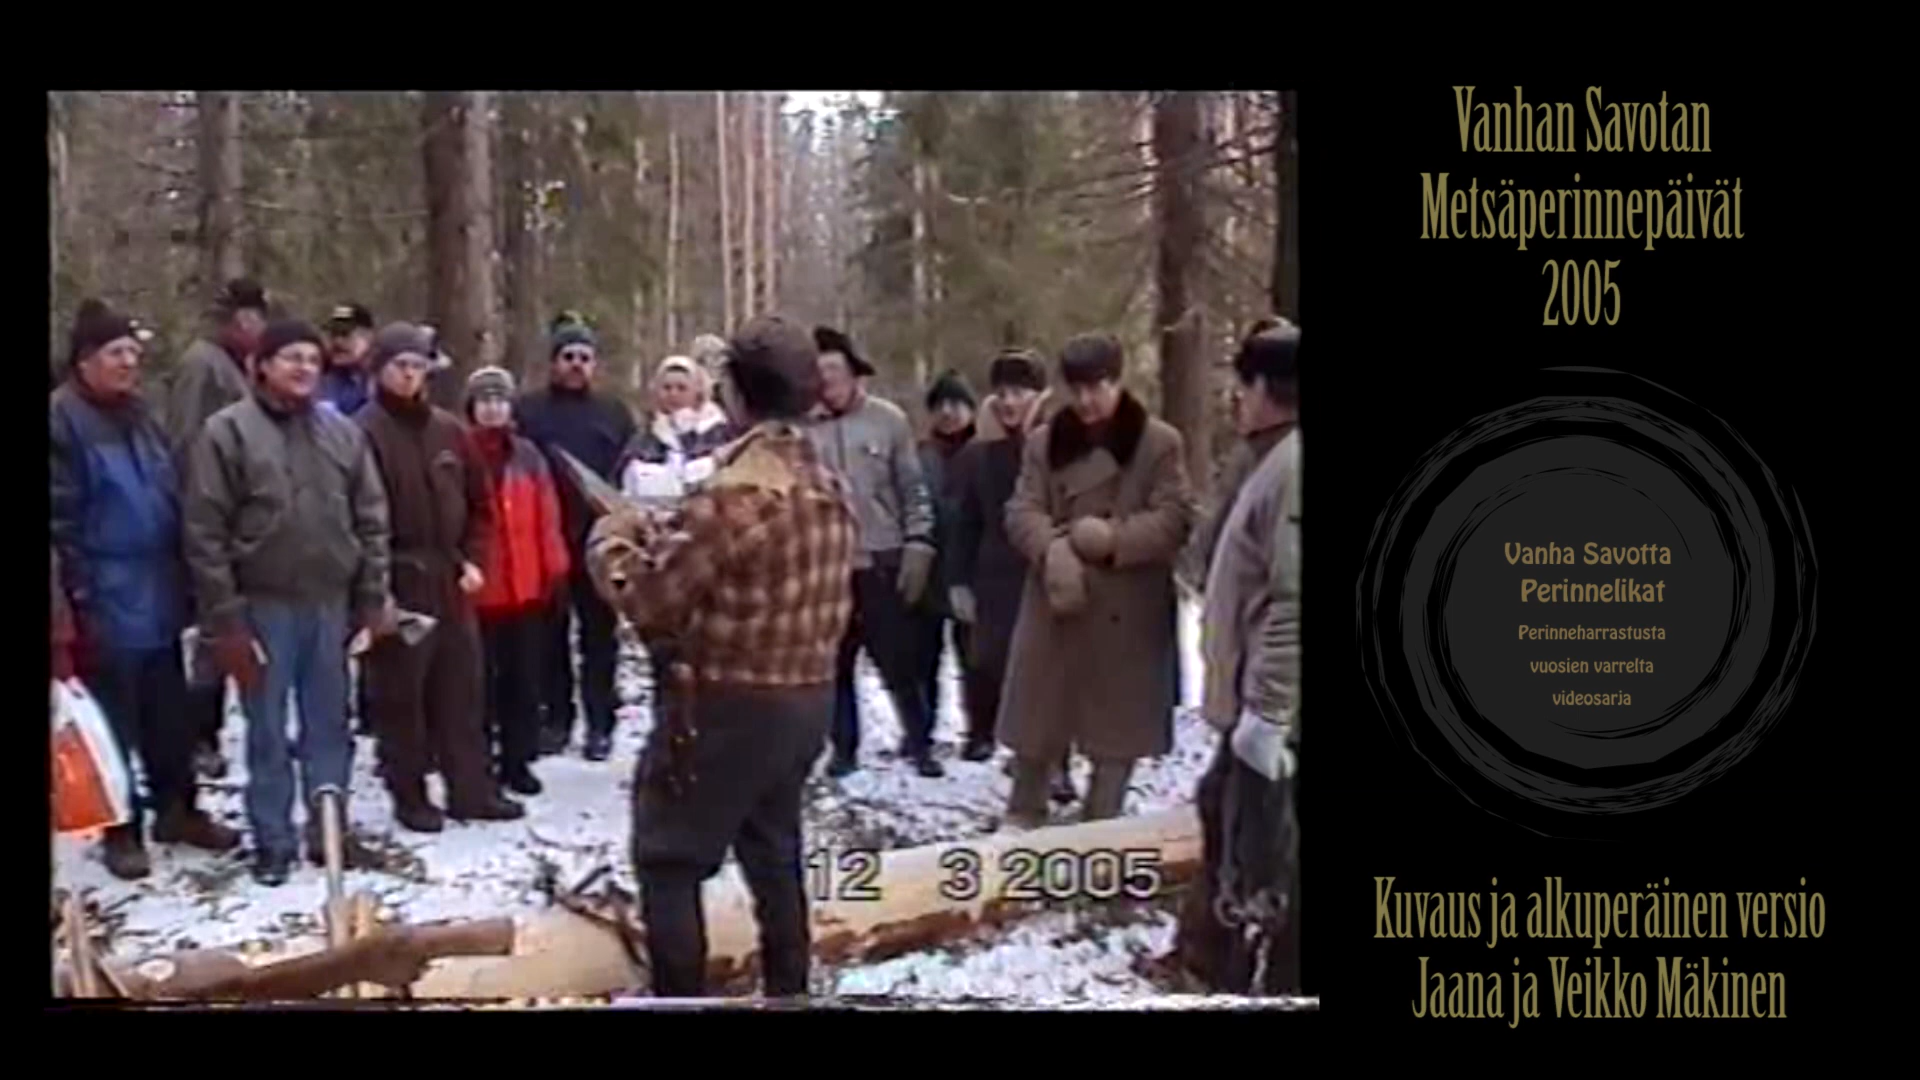 Vanhan Savotan
Metsäperinnepäivät
2005
Vanha Savotta
Perinnelikat
Perinneharrastusta
vuosien varrelta
videosarja
12 3 2005
Kuvaus ja alkuperäinen versio
Jaana ja Veikko Mäkinen